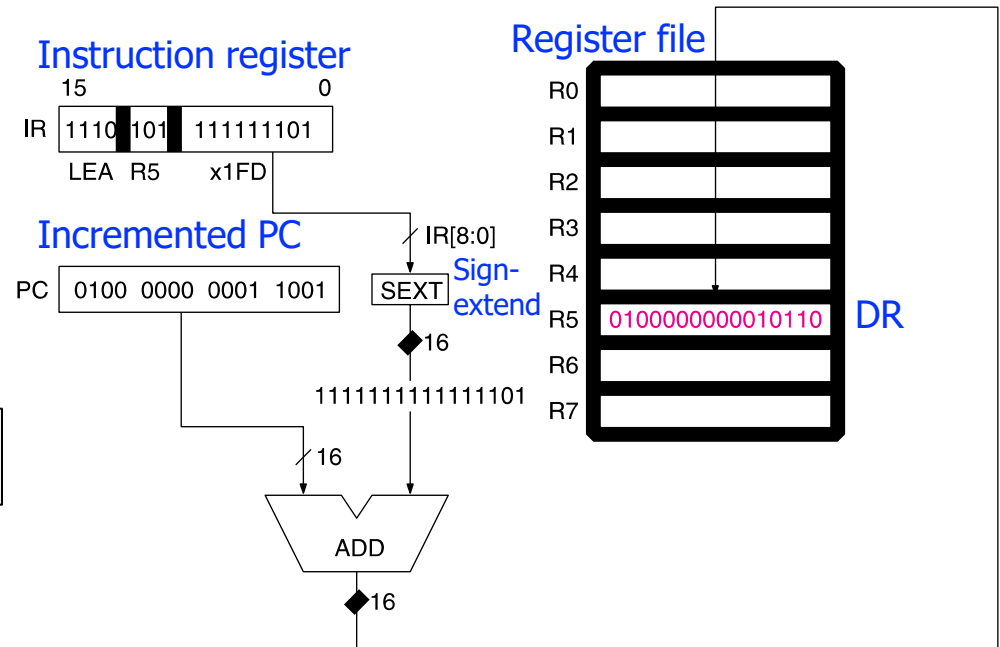 Instruction register
15 0
IR 1110 101 111111101
LEA R5 x1FD
IR[8:0]
Incremented PC
PC 0100 0000 0001 1001
SEXT
Sign-
extend
16
1111111111111101
16
ADD
16
Register file
R0
R1
R2
R3
R4
R5 0100000000010110 DR
R6
R7